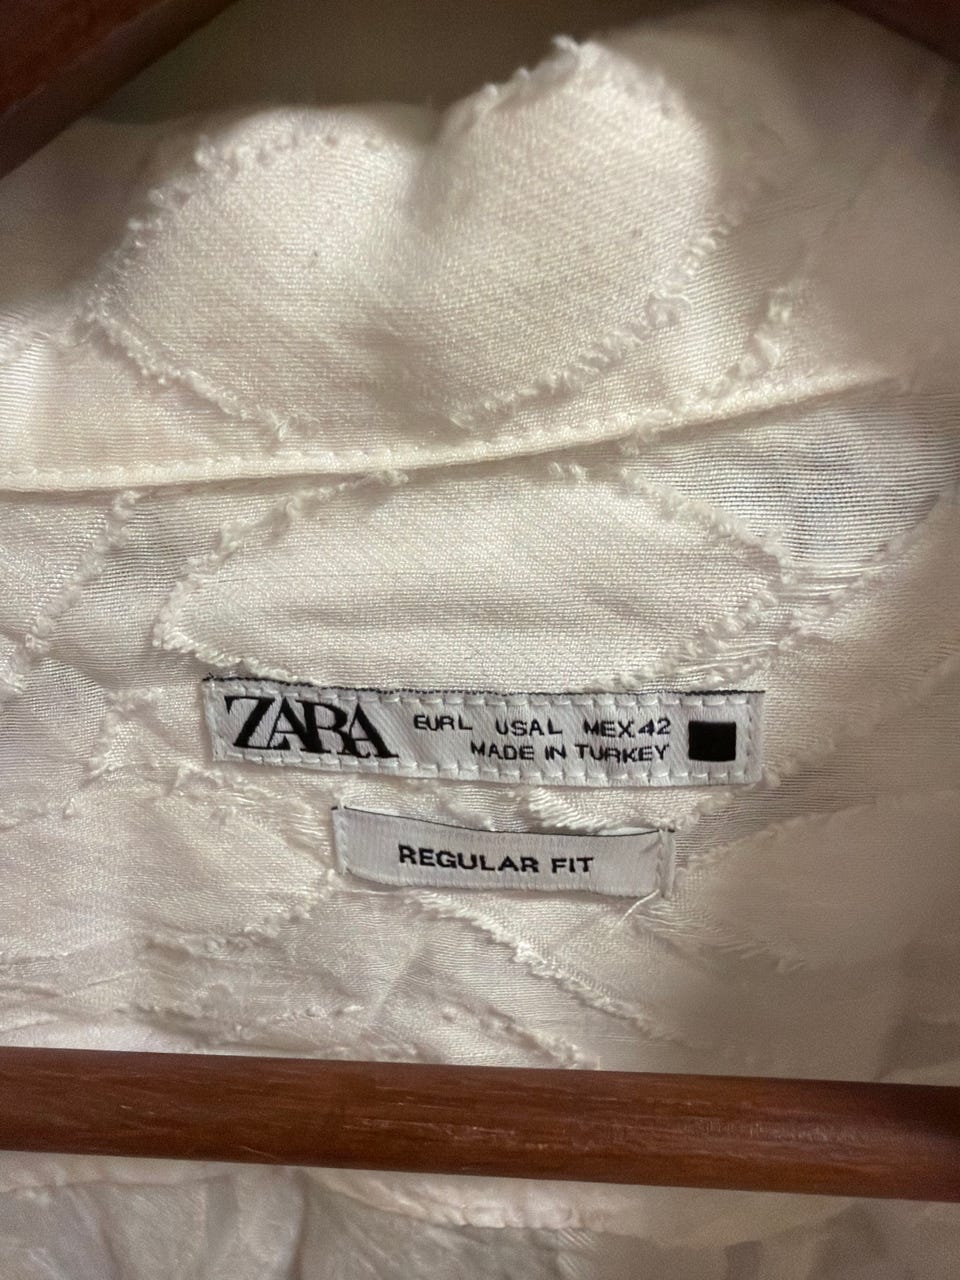 ZARA EUR L USA L MEX 42
MADE IN TURKEY
REGULAR FIT